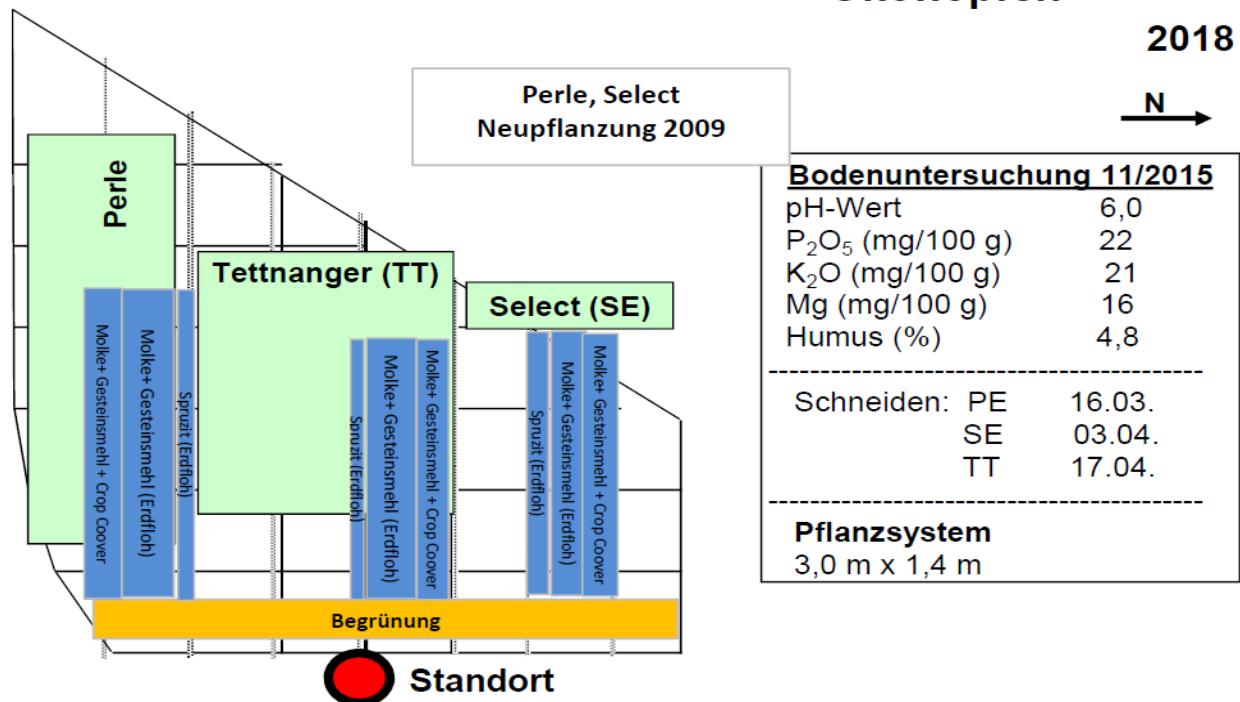 2018
N
Perle, Select
Neupflanzung 2009
Bodenuntersuchung 11/2015
pH-Wert 6,0
P₂O₅ (mg/100 g) 22
K₂O (mg/100 g) 21
Mg (mg/100 g) 16
Humus (%) 4,8
Schneiden: PE 16.03.
SE 03.04.
TT 17.04.
Pflanzsystem
3,0 m x 1,4 m
Perle
Tettnanger (TT)
Select (SE)
Molke+ Gesteinsmehl + Crop Coover
Molke+ Gesteinsmehl (Erdfloh)
Spruzit (Erdfloh)
Spruzit (Erdfloh)
Molke+ Gesteinsmehl (Erdfloh)
Molke+ Gesteinsmehl + Crop Coover
Spruzit (Erdfloh)
Molke+ Gesteinsmehl (Erdfloh)
Molke+ Gesteinsmehl + Crop Coover
Begrünung
Standort